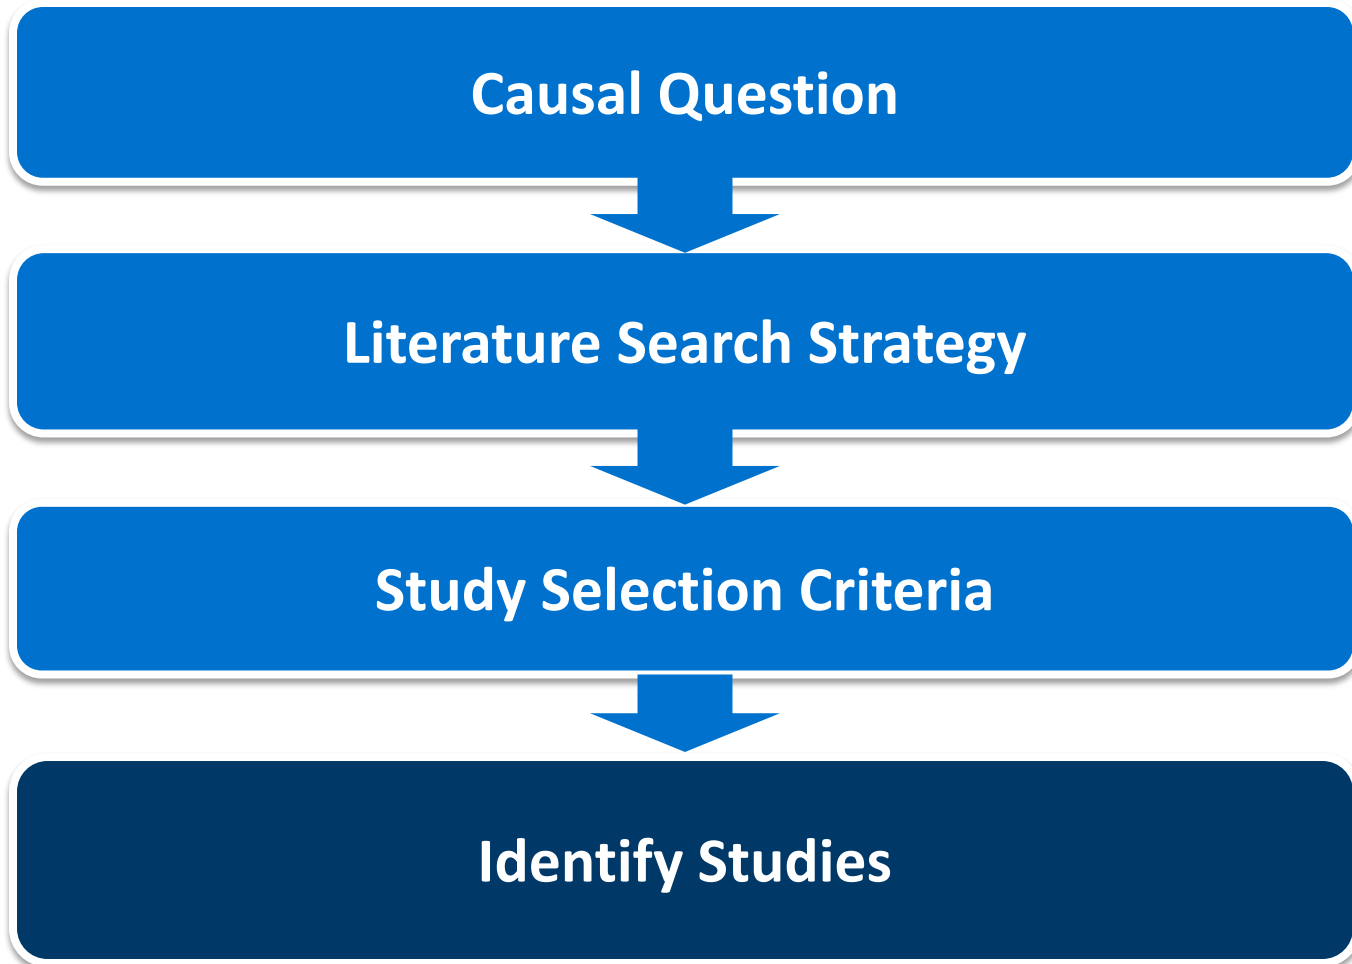 Causal Question
Literature Search Strategy
Study Selection Criteria
Identify Studies